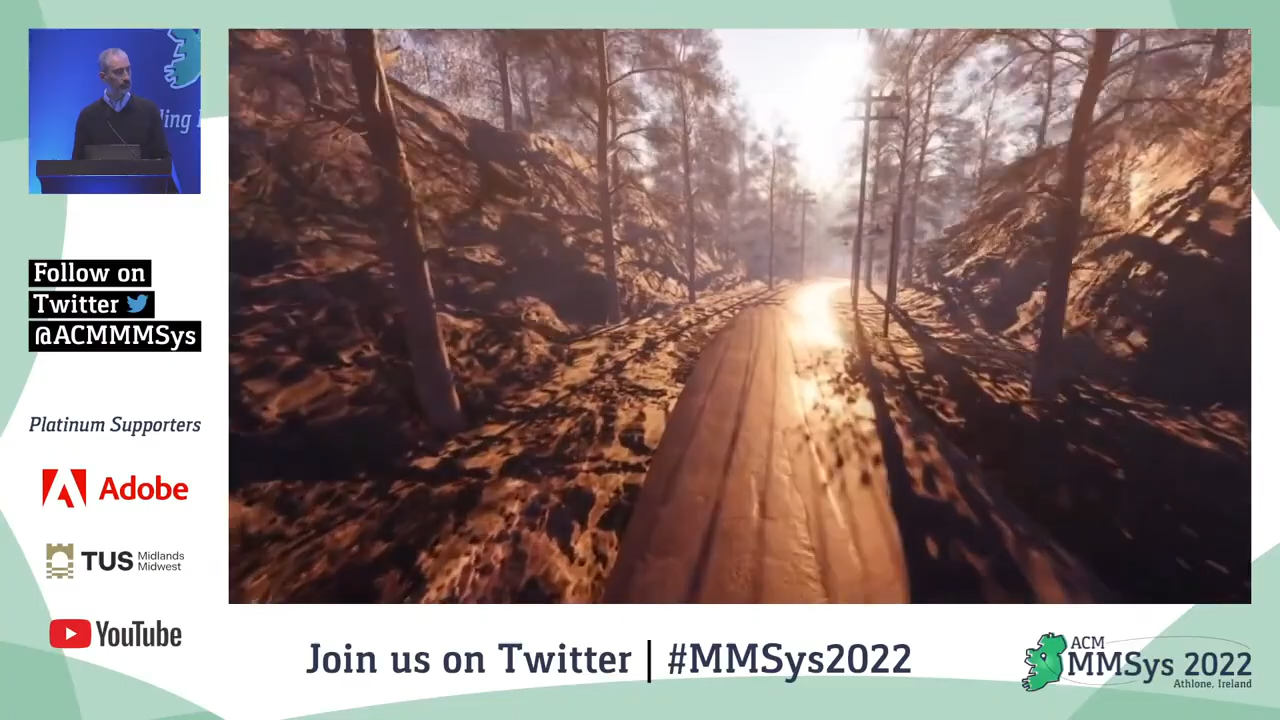 Follow on
Twitter
@ACMMMSys
Platinum Supporters
Adobe
TUS Midlands
Midwest
YouTube
Join us on Twitter | #MMSys2022
ACM
MMSys 2022
Athlone, Ireland